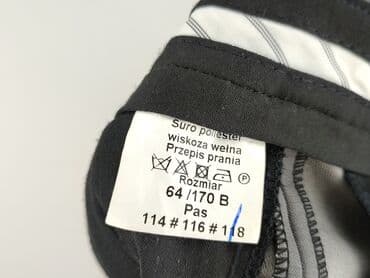 Suro poliester
wiskoza wełna
Przepis prania
P
Rozmiar
64 /170 B
Pas
114 # 116 # 118